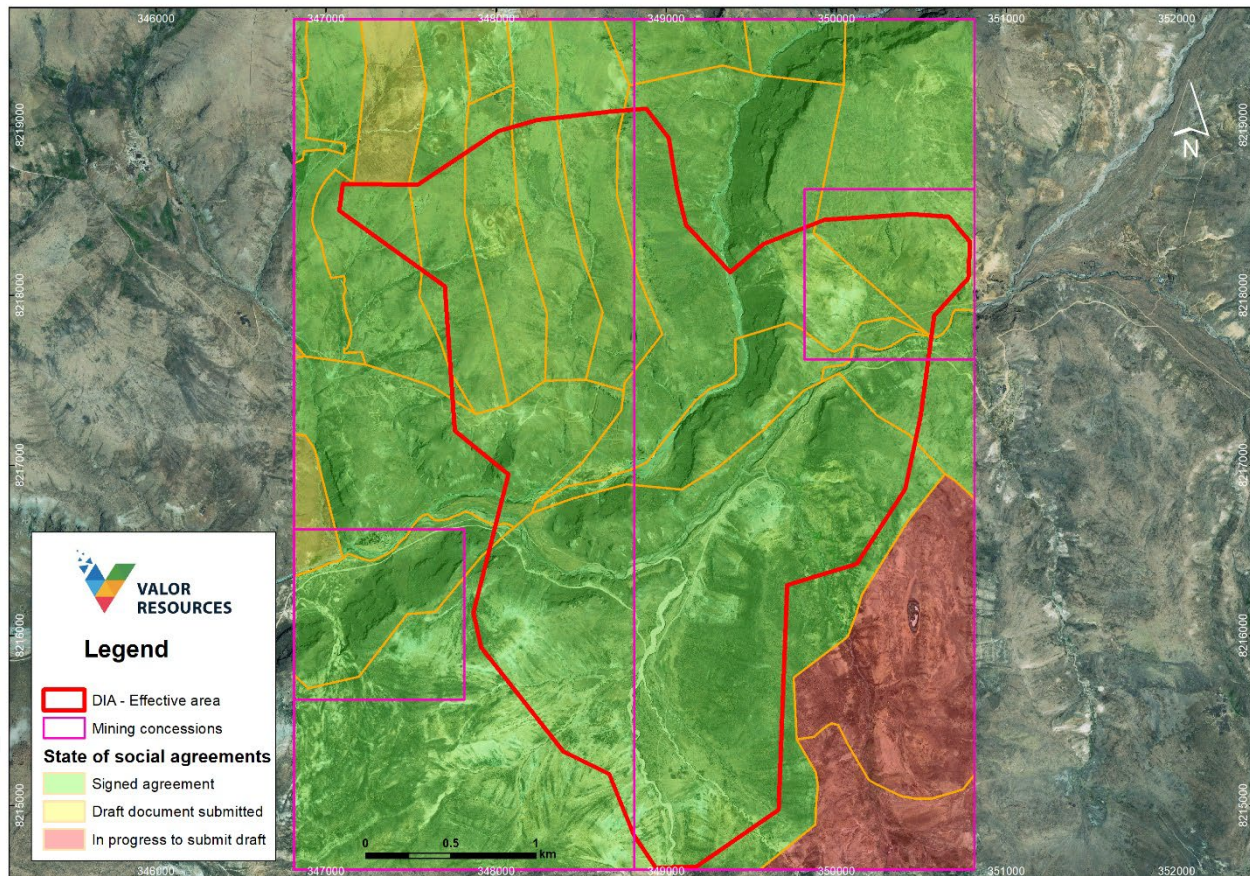 346000 347000 348000 349000 350000 351000 352000
8219000 8219000
N
8218000 8218000
8217000 8217000
8216000 8216000
8215000 8215000
VALOR
RESOURCES
Legend
DIA - Effective area
Mining concessions
State of social agreements
Signed agreement
Draft document submitted
In progress to submit draft
0 0.5 1
km
346000 347000 348000 349000 350000 351000 352000